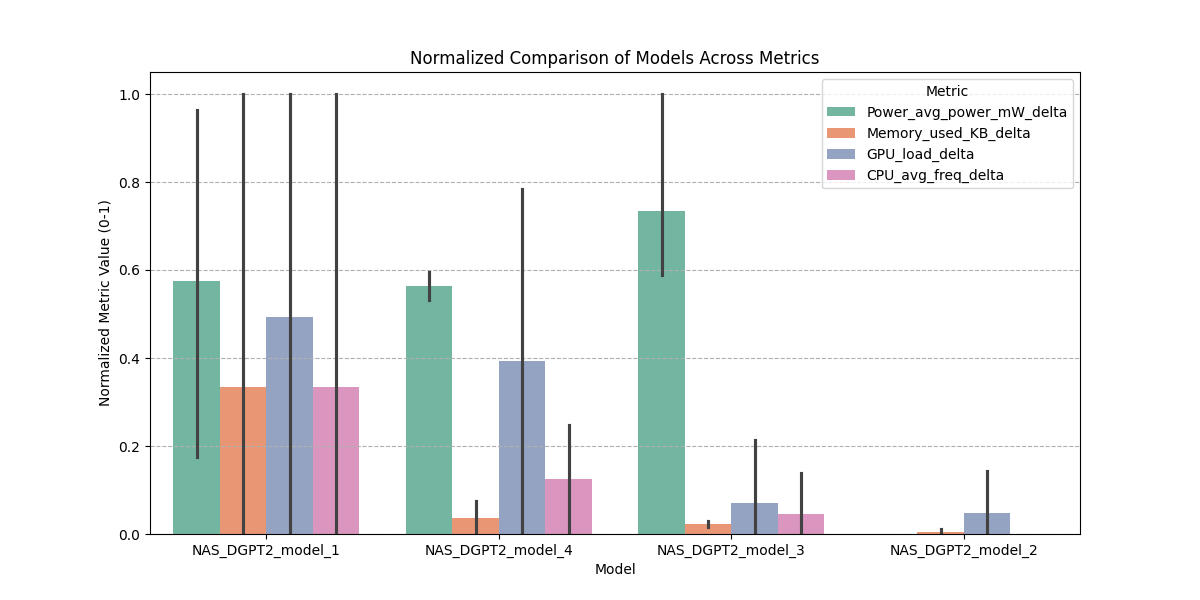 Normalized Comparison of Models Across Metrics
Metric
Power_avg_power_mW_delta
Memory_used_KB_delta
GPU_load_delta
CPU_avg_freq_delta
Normalized Metric Value (0-1)
1.0
0.8
0.6
0.4
0.2
0.0
NAS_DGPT2_model_1
NAS_DGPT2_model_4
NAS_DGPT2_model_3
NAS_DGPT2_model_2
Model